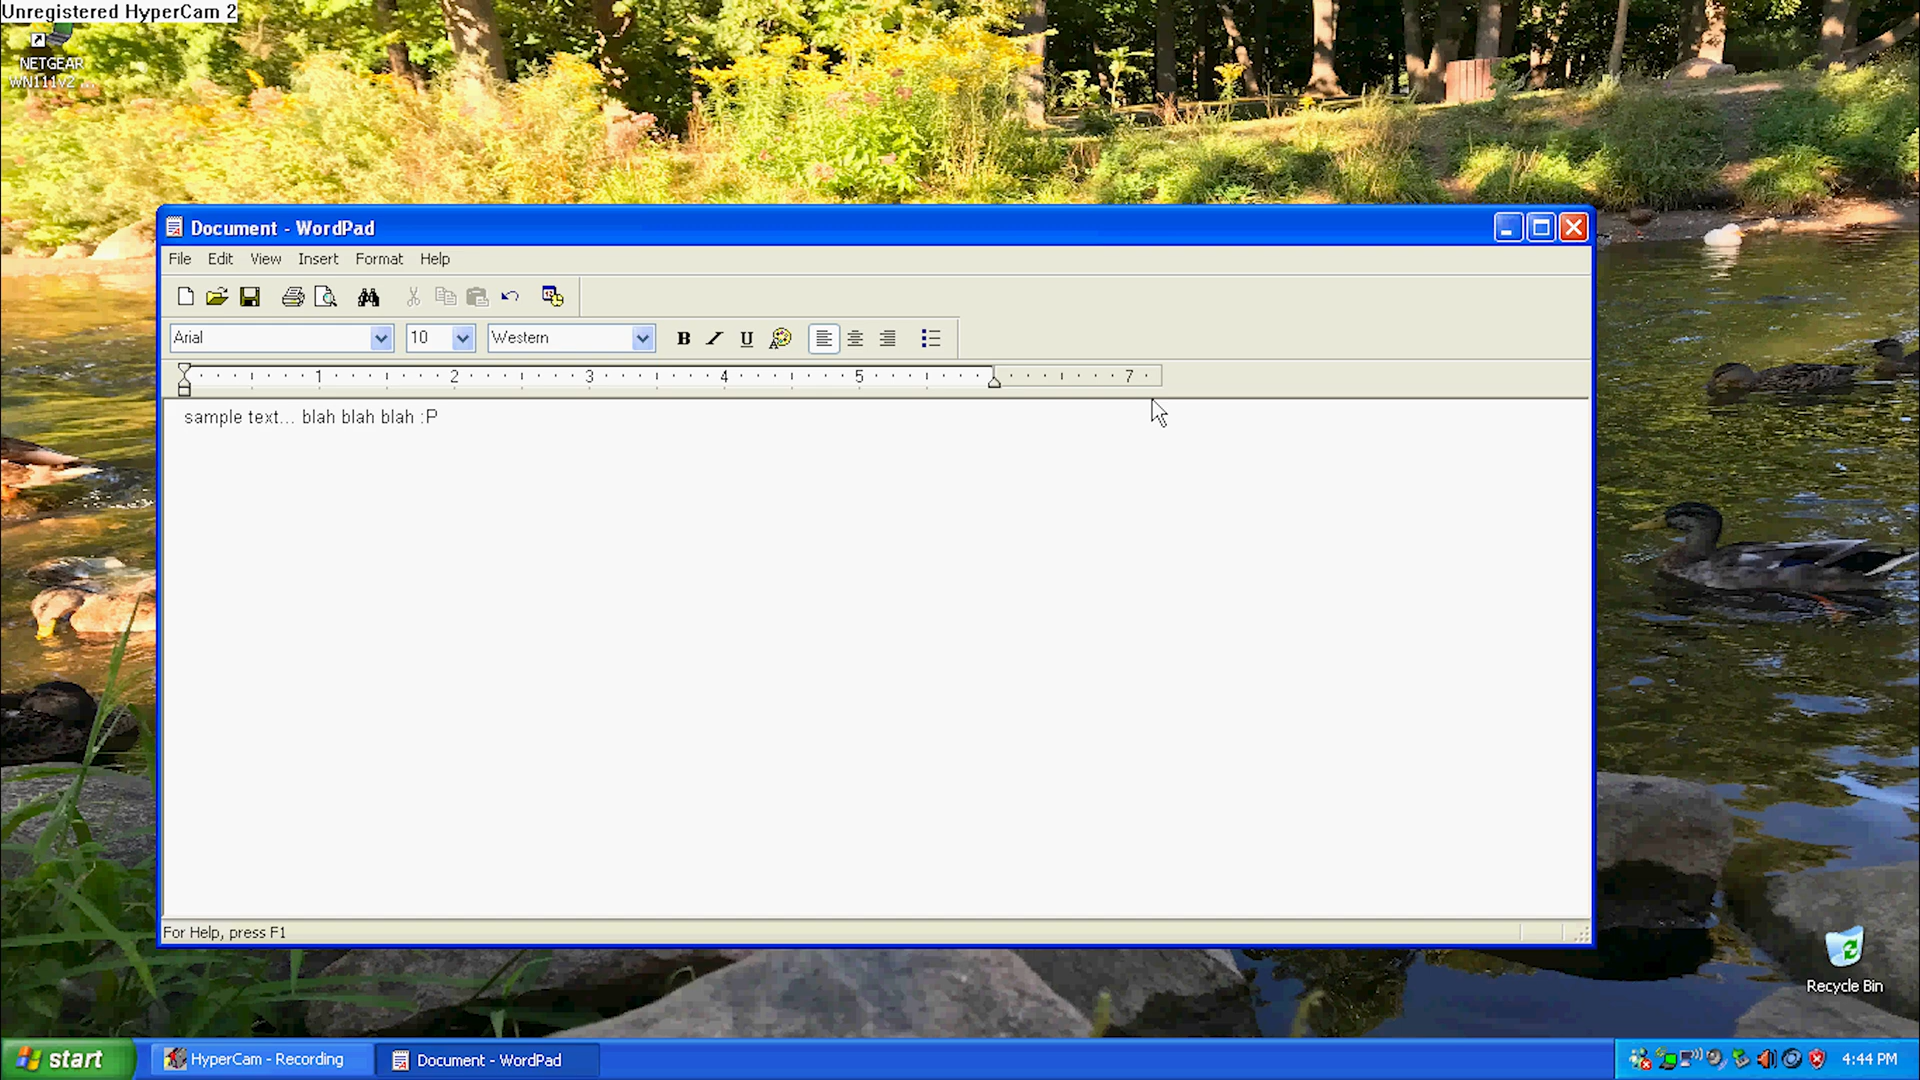 Unregistered HyperCam 2
NETGEAR
WN111v2 ...
Document - WordPad
File Edit View Insert Format Help
Arial 10 Western B U
1 2 3 4 5 7
sample text... blah blah blah :P
For Help, press F1
Recycle Bin
start HyperCam - Recording Document - WordPad 4:44 PM